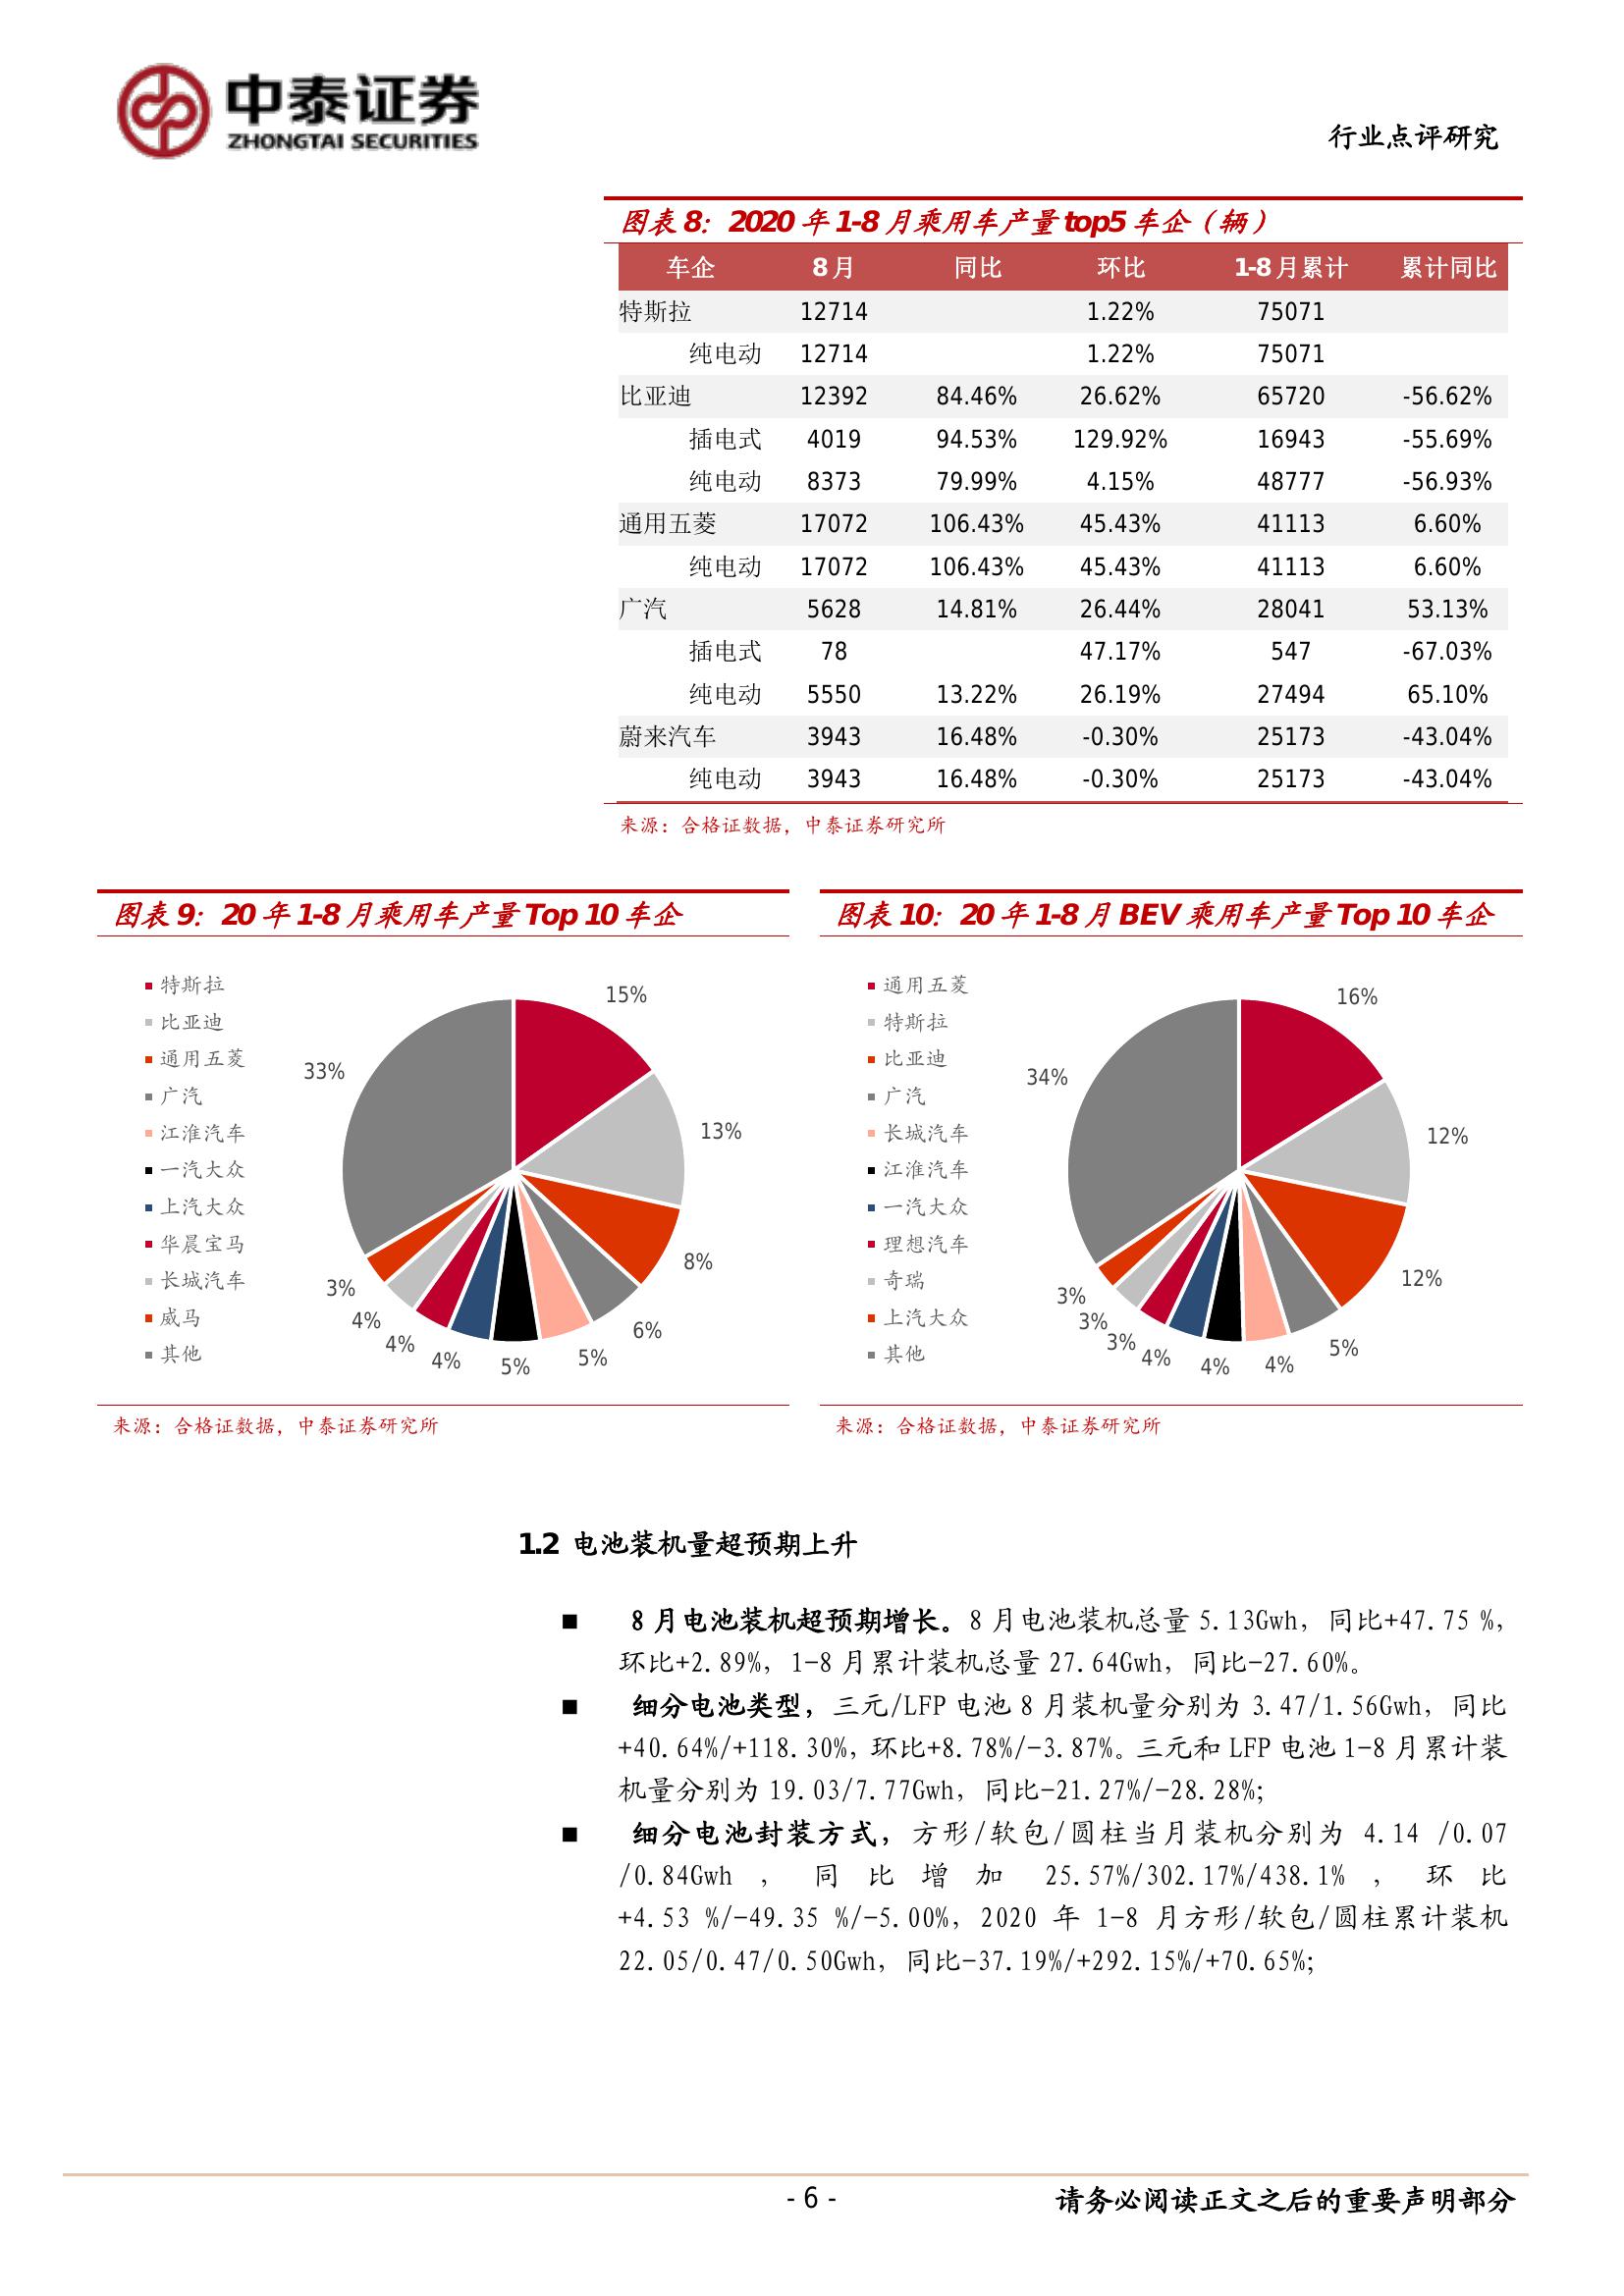 中泰证券
ZHONGTAI SECURITIES
行业点评研究
图表 8：2020 年 1-8 月乘用车产量 top5 车企（辆）
车企 8 月 同比 环比 1-8 月累计 累计同比
特斯拉 12714 1.22% 75071
纯电动 12714 1.22% 75071
比亚迪 12392 84.46% 26.62% 65720 -56.62%
插电式 4019 94.53% 129.92% 16943 -55.69%
纯电动 8373 79.99% 4.15% 48777 -56.93%
通用五菱 17072 106.43% 45.43% 41113 6.60%
纯电动 17072 106.43% 45.43% 41113 6.60%
广汽 5628 14.81% 26.44% 28041 53.13%
插电式 78 47.17% 547 -67.03%
纯电动 5550 13.22% 26.19% 27494 65.10%
蔚来汽车 3943 16.48% -0.30% 25173 -43.04%
纯电动 3943 16.48% -0.30% 25173 -43.04%
来源：合格证数据，中泰证券研究所
图表 9：20 年 1-8 月乘用车产量 Top 10 车企
特斯拉
比亚迪
通用五菱
广汽
江淮汽车
一汽大众
上汽大众
华晨宝马
长城汽车
威马
其他
15%
13%
8%
6%
5%
5%
4%
4%
4%
3%
33%
来源：合格证数据，中泰证券研究所
图表 10：20 年 1-8 月 BEV 乘用车产量 Top 10 车企
通用五菱
特斯拉
比亚迪
广汽
长城汽车
江淮汽车
一汽大众
理想汽车
奇瑞
上汽大众
其他
16%
12%
12%
5%
4%
4%
4%
3%
3%
3%
34%
来源：合格证数据，中泰证券研究所
1.2 电池装机量超预期上升
■ 8 月电池装机超预期增长。8 月电池装机总量 5.13Gwh，同比+47.75 %，
环比+2.89%，1-8 月累计装机总量 27.64Gwh，同比-27.60%。
■ 细分电池类型，三元/LFP 电池 8 月装机量分别为 3.47/1.56Gwh，同比
+40.64%/+118.30%，环比+8.78%/-3.87%。三元和 LFP 电池 1-8 月累计装
机量分别为 19.03/7.77Gwh，同比-21.27%/-28.28%;
■ 细分电池封装方式，方形/软包/圆柱当月装机分别为 4.14 /0.07
/0.84Gwh ， 同 比 增 加 25.57%/302.17%/438.1% ， 环 比
+4.53 %/-49.35 %/-5.00%，2020 年 1-8 月方形/软包/圆柱累计装机
22.05/0.47/0.50Gwh，同比-37.19%/+292.15%/+70.65%;
- 6 -
请务必阅读正文之后的重要声明部分